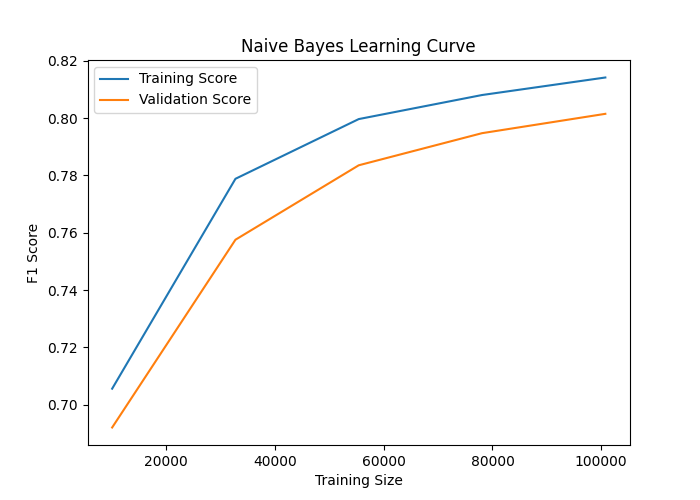 Naive Bayes Learning Curve
Training Score
Validation Score
F1 Score
0.82
0.80
0.78
0.76
0.74
0.72
0.70
20000 40000 60000 80000 100000
Training Size